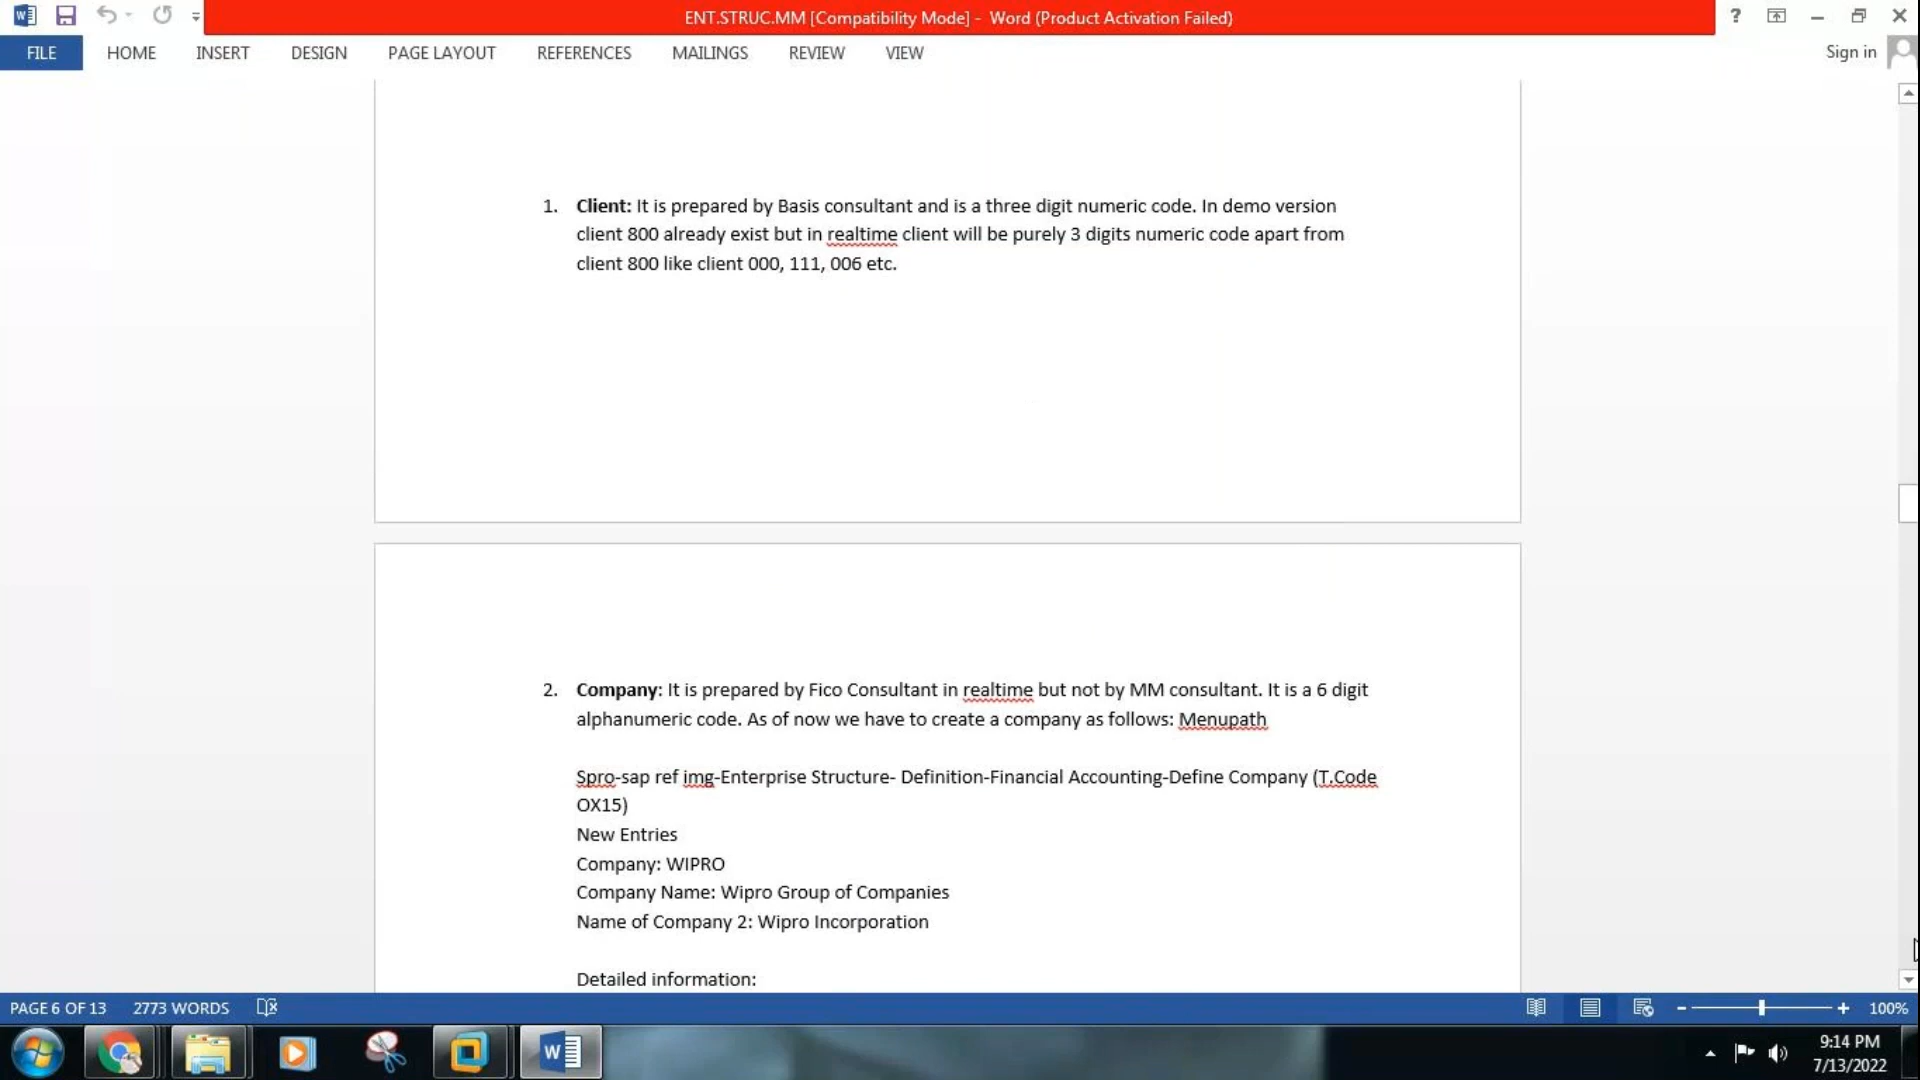 ENT.STRUC.MM [Compatibility Mode] - Word (Product Activation Failed)
FILE HOME INSERT DESIGN PAGE LAYOUT REFERENCES MAILINGS REVIEW VIEW Sign in
1. Client: It is prepared by Basis consultant and is a three digit numeric code. In demo version
client 800 already exist but in realtime client will be purely 3 digits numeric code apart from
client 800 like client 000, 111, 006 etc.
2. Company: It is prepared by Fico Consultant in realtime but not by MM consultant. It is a 6 digit
alphanumeric code. As of now we have to create a company as follows: Menupath
Spro-sap ref img-Enterprise Structure- Definition-Financial Accounting-Define Company (T.Code
OX15)
New Entries
Company: WIPRO
Company Name: Wipro Group of Companies
Name of Company 2: Wipro Incorporation
Detailed information:
PAGE 6 OF 13 2773 WORDS 100%
9:14 PM
7/13/2022